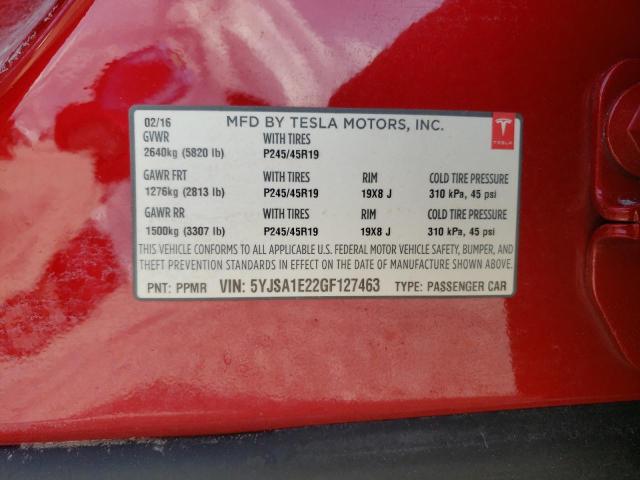 02/16 MFD BY TESLA MOTORS, INC.
GVWR WITH TIRES
2640kg (5820 lb) P245/45R19
TESLA
GAWR FRT WITH TIRES RIM COLD TIRE PRESSURE
1276kg (2813 lb) P245/45R19 19X8 J 310 kPa, 45 psi
GAWR RR WITH TIRES RIM COLD TIRE PRESSURE
1500kg (3307 lb) P245/45R19 19X8 J 310 kPa, 45 psi
THIS VEHICLE CONFORMS TO ALL APPLICABLE U.S. FEDERAL MOTOR VEHICLE SAFETY, BUMPER, AND
THEFT PREVENTION STANDARDS IN EFFECT ON THE DATE OF MANUFACTURE SHOWN ABOVE.
PNT: PPMR VIN: 5YJSA1E22GF127463 TYPE: PASSENGER CAR